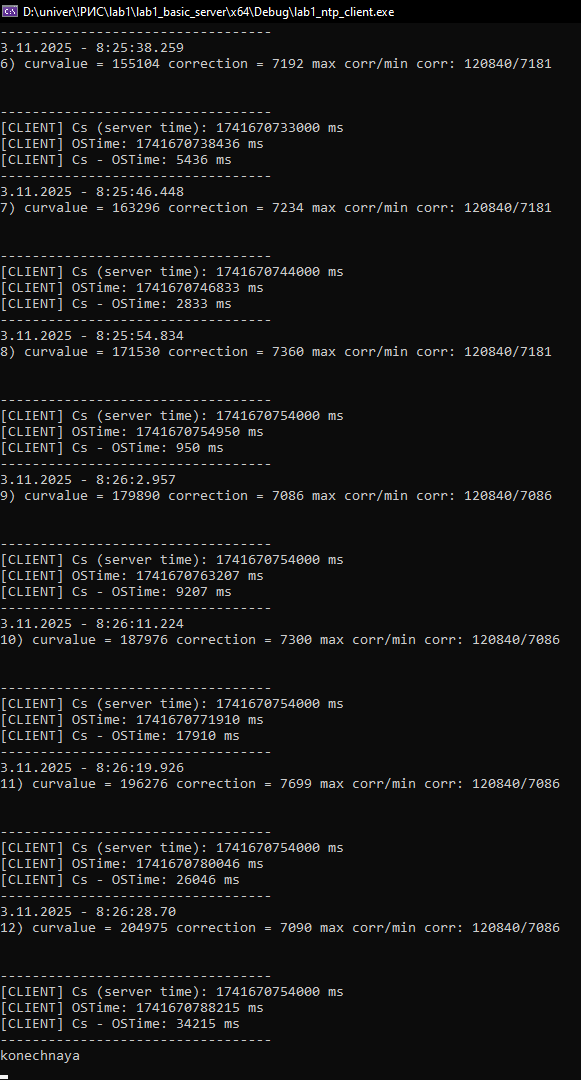 D:\univer\!РИС\lab1\lab1_basic_server\x64\Debug\lab1_ntp_client.exe
----------------------------------
3.11.2025 - 8:25:38.259
6) curvalue = 155104 correction = 7192 max corr/min corr: 120840/7181
----------------------------------
[CLIENT] Cs (server time): 1741670733000 ms
[CLIENT] OSTime: 1741670738436 ms
[CLIENT] Cs - OSTime: 5436 ms
----------------------------------
3.11.2025 - 8:25:46.448
7) curvalue = 163296 correction = 7234 max corr/min corr: 120840/7181
----------------------------------
[CLIENT] Cs (server time): 1741670744000 ms
[CLIENT] OSTime: 1741670746833 ms
[CLIENT] Cs - OSTime: 2833 ms
----------------------------------
3.11.2025 - 8:25:54.834
8) curvalue = 171530 correction = 7360 max corr/min corr: 120840/7181
----------------------------------
[CLIENT] Cs (server time): 1741670754000 ms
[CLIENT] OSTime: 1741670754950 ms
[CLIENT] Cs - OSTime: 950 ms
----------------------------------
3.11.2025 - 8:26:2.957
9) curvalue = 179890 correction = 7086 max corr/min corr: 120840/7086
----------------------------------
[CLIENT] Cs (server time): 1741670754000 ms
[CLIENT] OSTime: 1741670763207 ms
[CLIENT] Cs - OSTime: 9207 ms
----------------------------------
3.11.2025 - 8:26:11.224
10) curvalue = 187976 correction = 7300 max corr/min corr: 120840/7086
----------------------------------
[CLIENT] Cs (server time): 1741670754000 ms
[CLIENT] OSTime: 1741670771910 ms
[CLIENT] Cs - OSTime: 17910 ms
----------------------------------
3.11.2025 - 8:26:19.926
11) curvalue = 196276 correction = 7699 max corr/min corr: 120840/7086
----------------------------------
[CLIENT] Cs (server time): 1741670754000 ms
[CLIENT] OSTime: 1741670780046 ms
[CLIENT] Cs - OSTime: 26046 ms
----------------------------------
3.11.2025 - 8:26:28.70
12) curvalue = 204975 correction = 7090 max corr/min corr: 120840/7086
----------------------------------
[CLIENT] Cs (server time): 1741670754000 ms
[CLIENT] OSTime: 1741670788215 ms
[CLIENT] Cs - OSTime: 34215 ms
----------------------------------
konechnaya